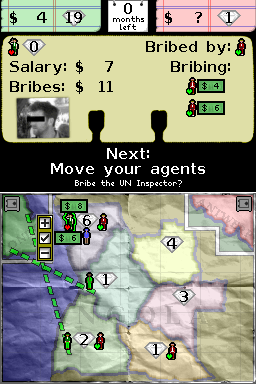 $ 4 19
0
months
left
$ ? 1
0
Bribed by:
Salary: $ 7
Bribing:
Bribes: $ 11
$ 4
$ 6
Next:
Move your agents
Bribe the UN Inspector?
$ 8
6
$ 6
4
1
3
2
1